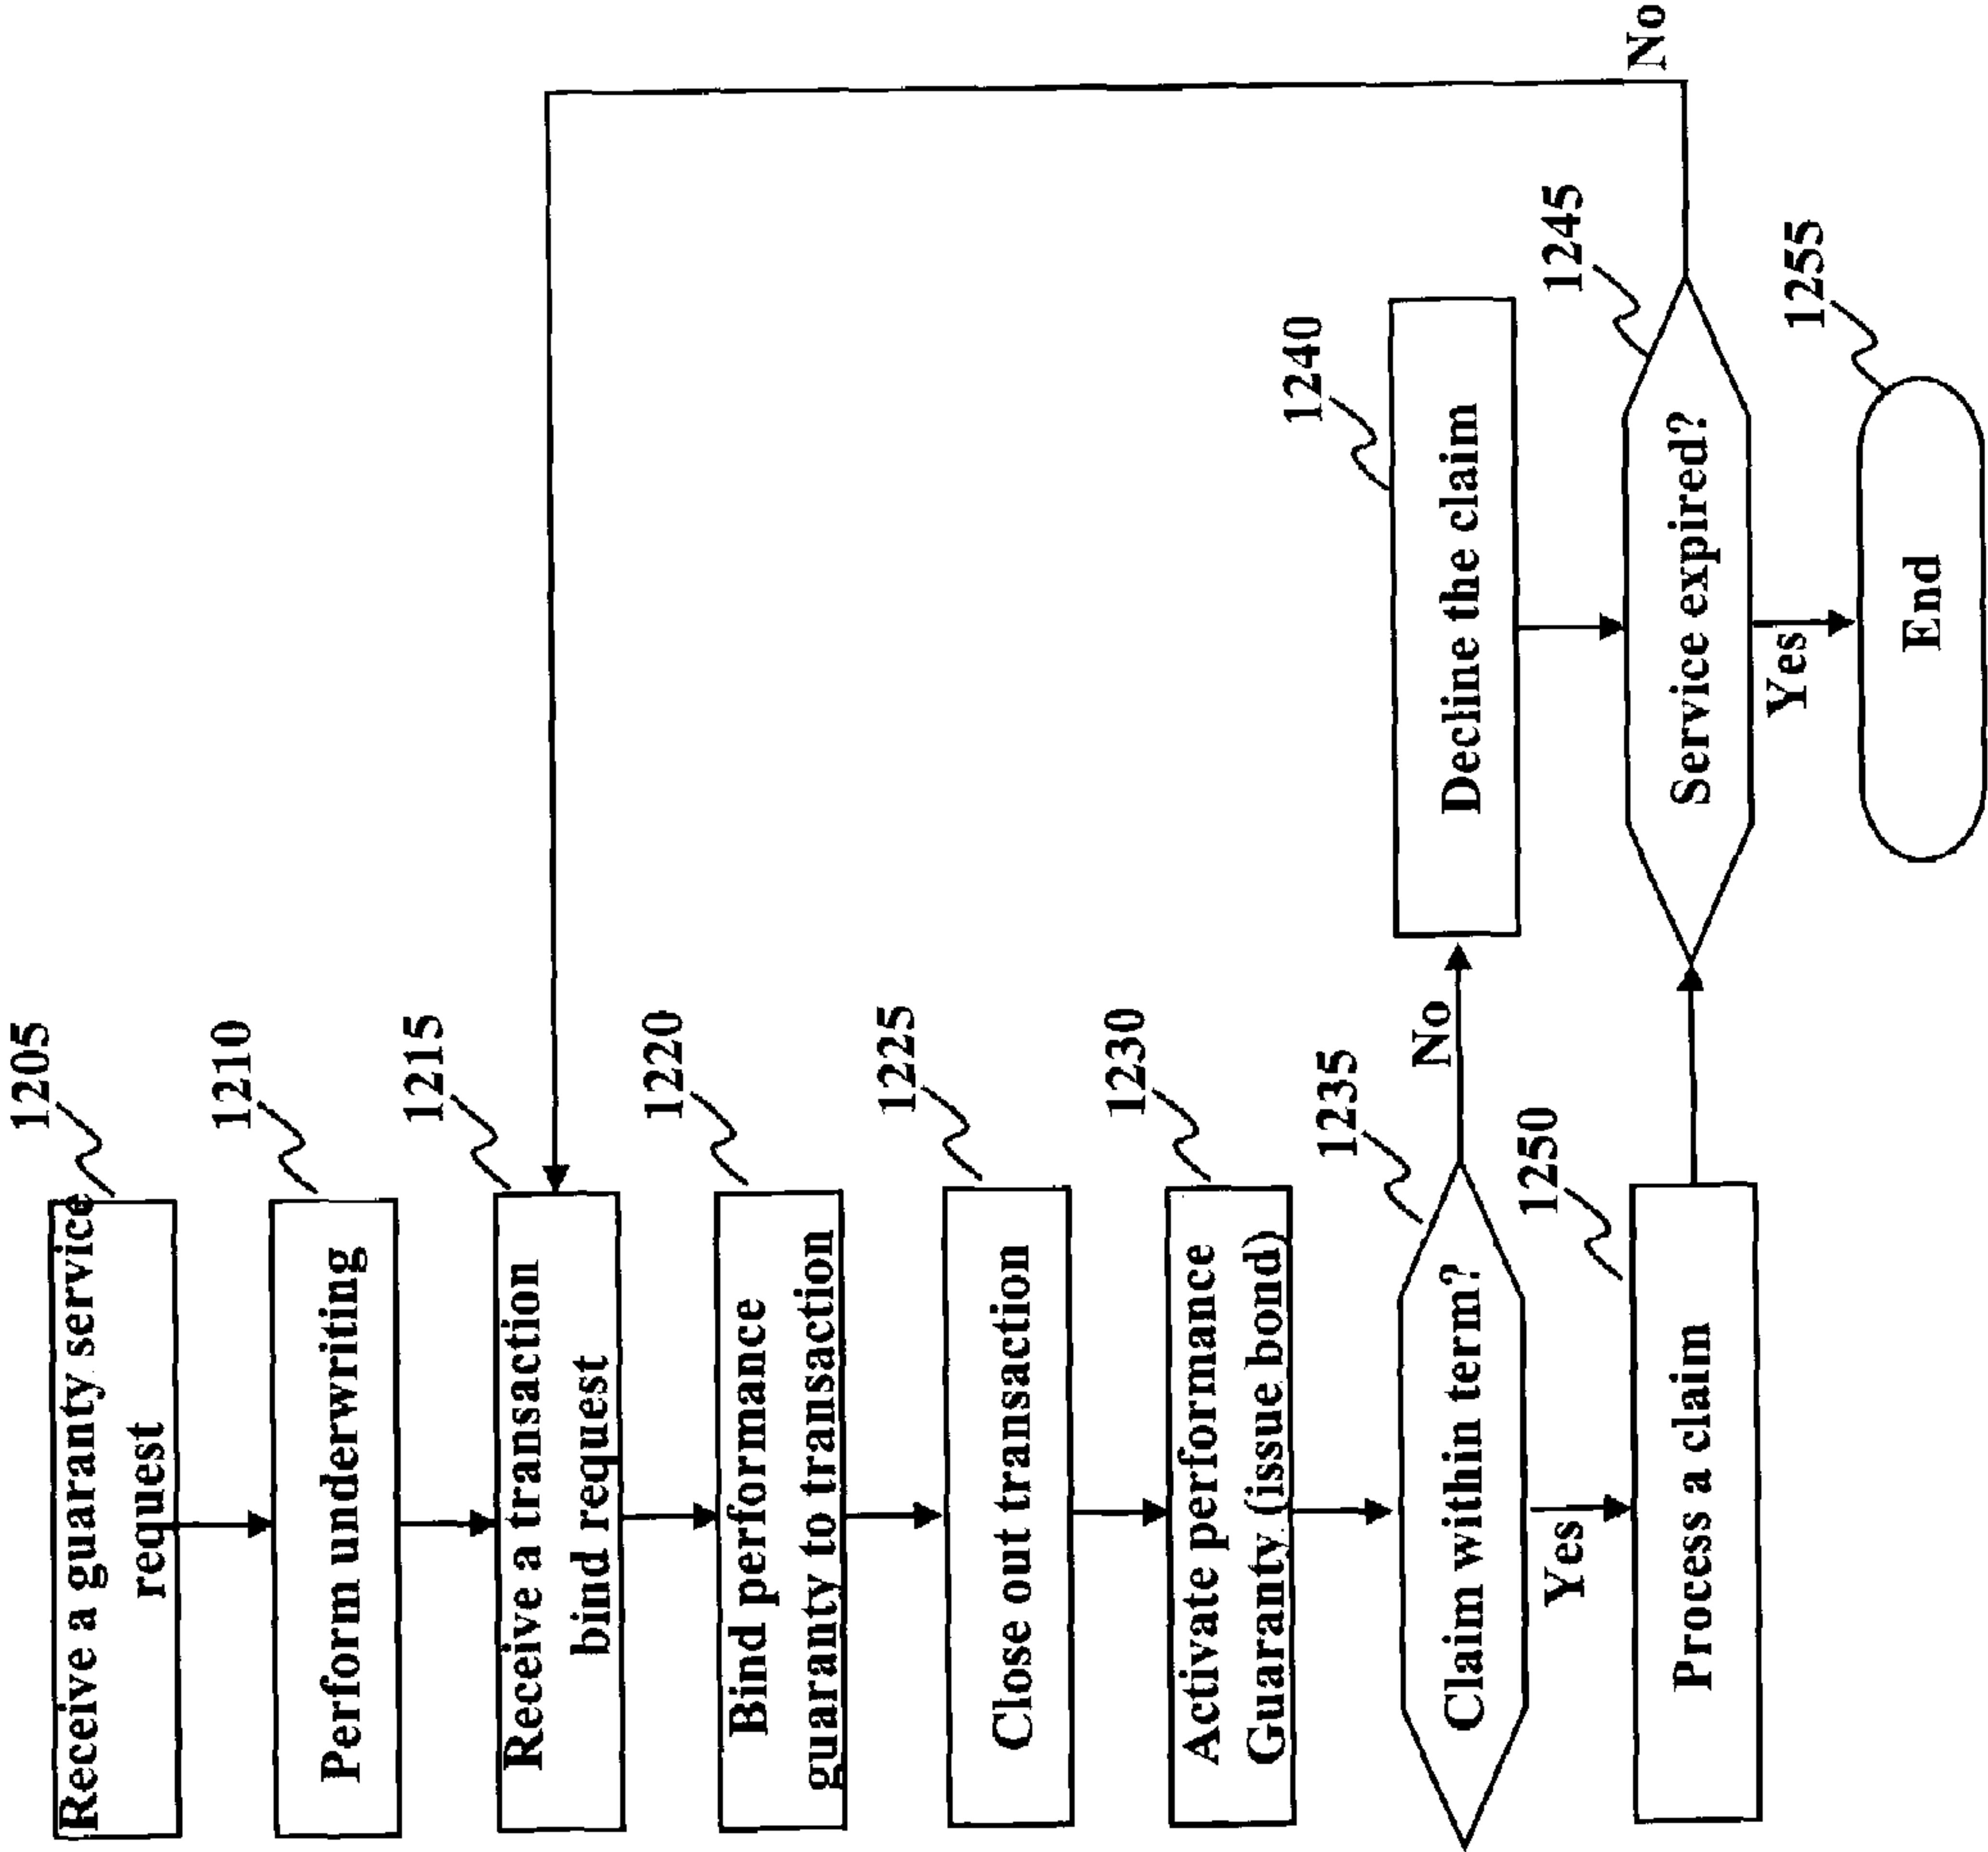 1205
Receive a guaranty service
request
1210
Perform underwriting
1215
Receive a transaction
bind request
1220
Bind performance
guaranty to transaction
1225
Close out transaction
1230
Activate performance
Guaranty (issue bond)
1235
Claim within term?
No
Yes
1240
Decline the claim
1250
Process a claim
1245
Service expired?
No
Yes
1255
End